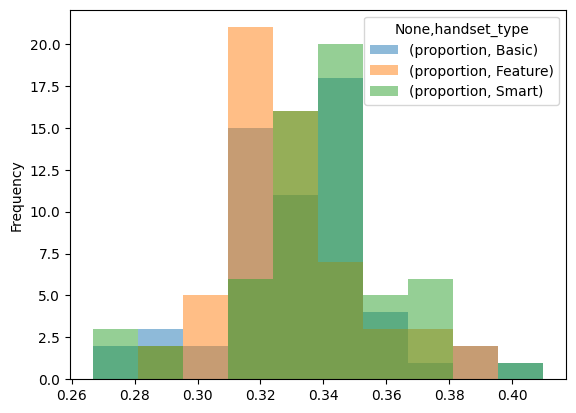 None,handset_type
(proportion, Basic)
(proportion, Feature)
(proportion, Smart)
Frequency
20.0
17.5
15.0
12.5
10.0
7.5
5.0
2.5
0.0
0.26 0.28 0.30 0.32 0.34 0.36 0.38 0.40